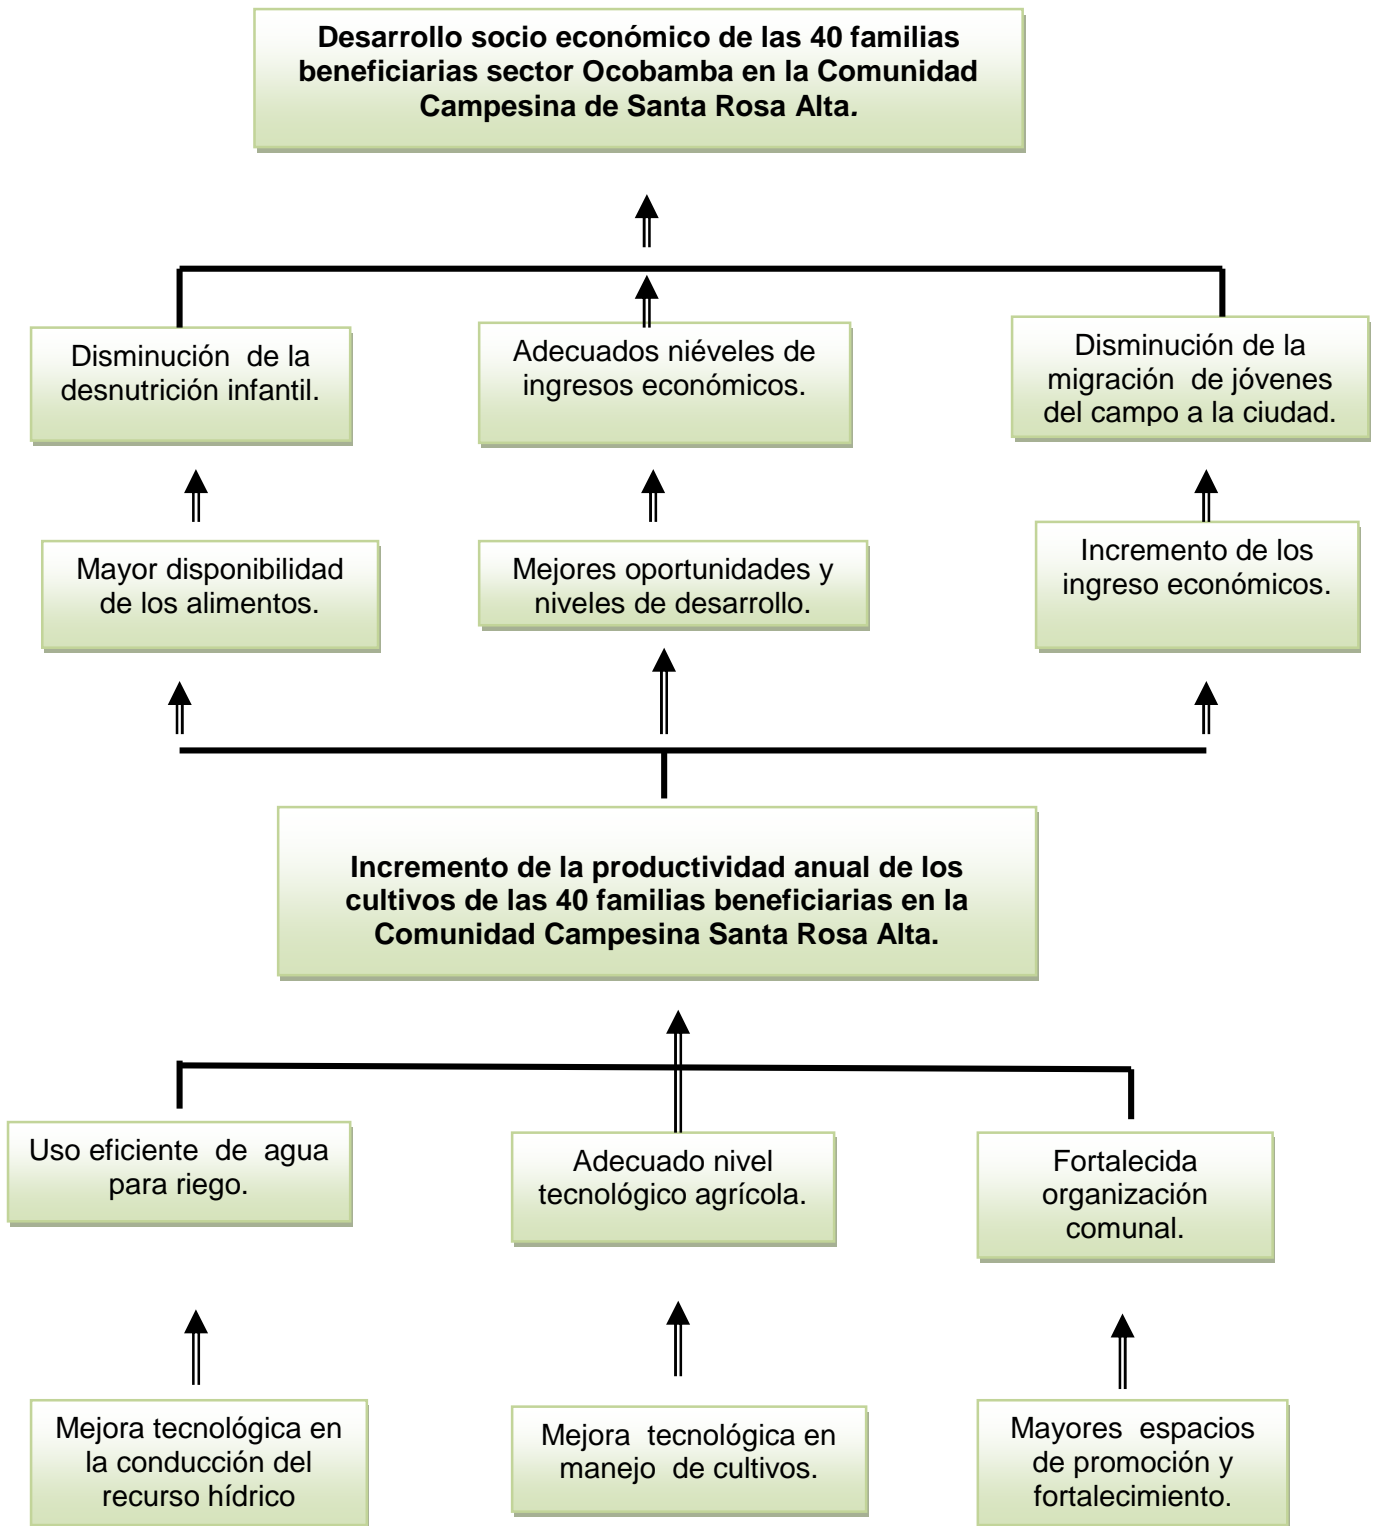 Desarrollo socio económico de las 40 familias
beneficiarias sector Ocobamba en la Comunidad
Campesina de Santa Rosa Alta.
Disminución de la
desnutrición infantil.
Adecuados niéveles de
ingresos económicos.
Disminución de la
migración de jóvenes
del campo a la ciudad.
Mayor disponibilidad
de los alimentos.
Mejores oportunidades y
niveles de desarrollo.
Incremento de los
ingreso económicos.
Incremento de la productividad anual de los
cultivos de las 40 familias beneficiarias en la
Comunidad Campesina Santa Rosa Alta.
Uso eficiente de agua
para riego.
Adecuado nivel
tecnológico agrícola.
Fortalecida
organización
comunal.
Mejora tecnológica en
la conducción del
recurso hídrico
Mejora tecnológica en
manejo de cultivos.
Mayores espacios
de promoción y
fortalecimiento.